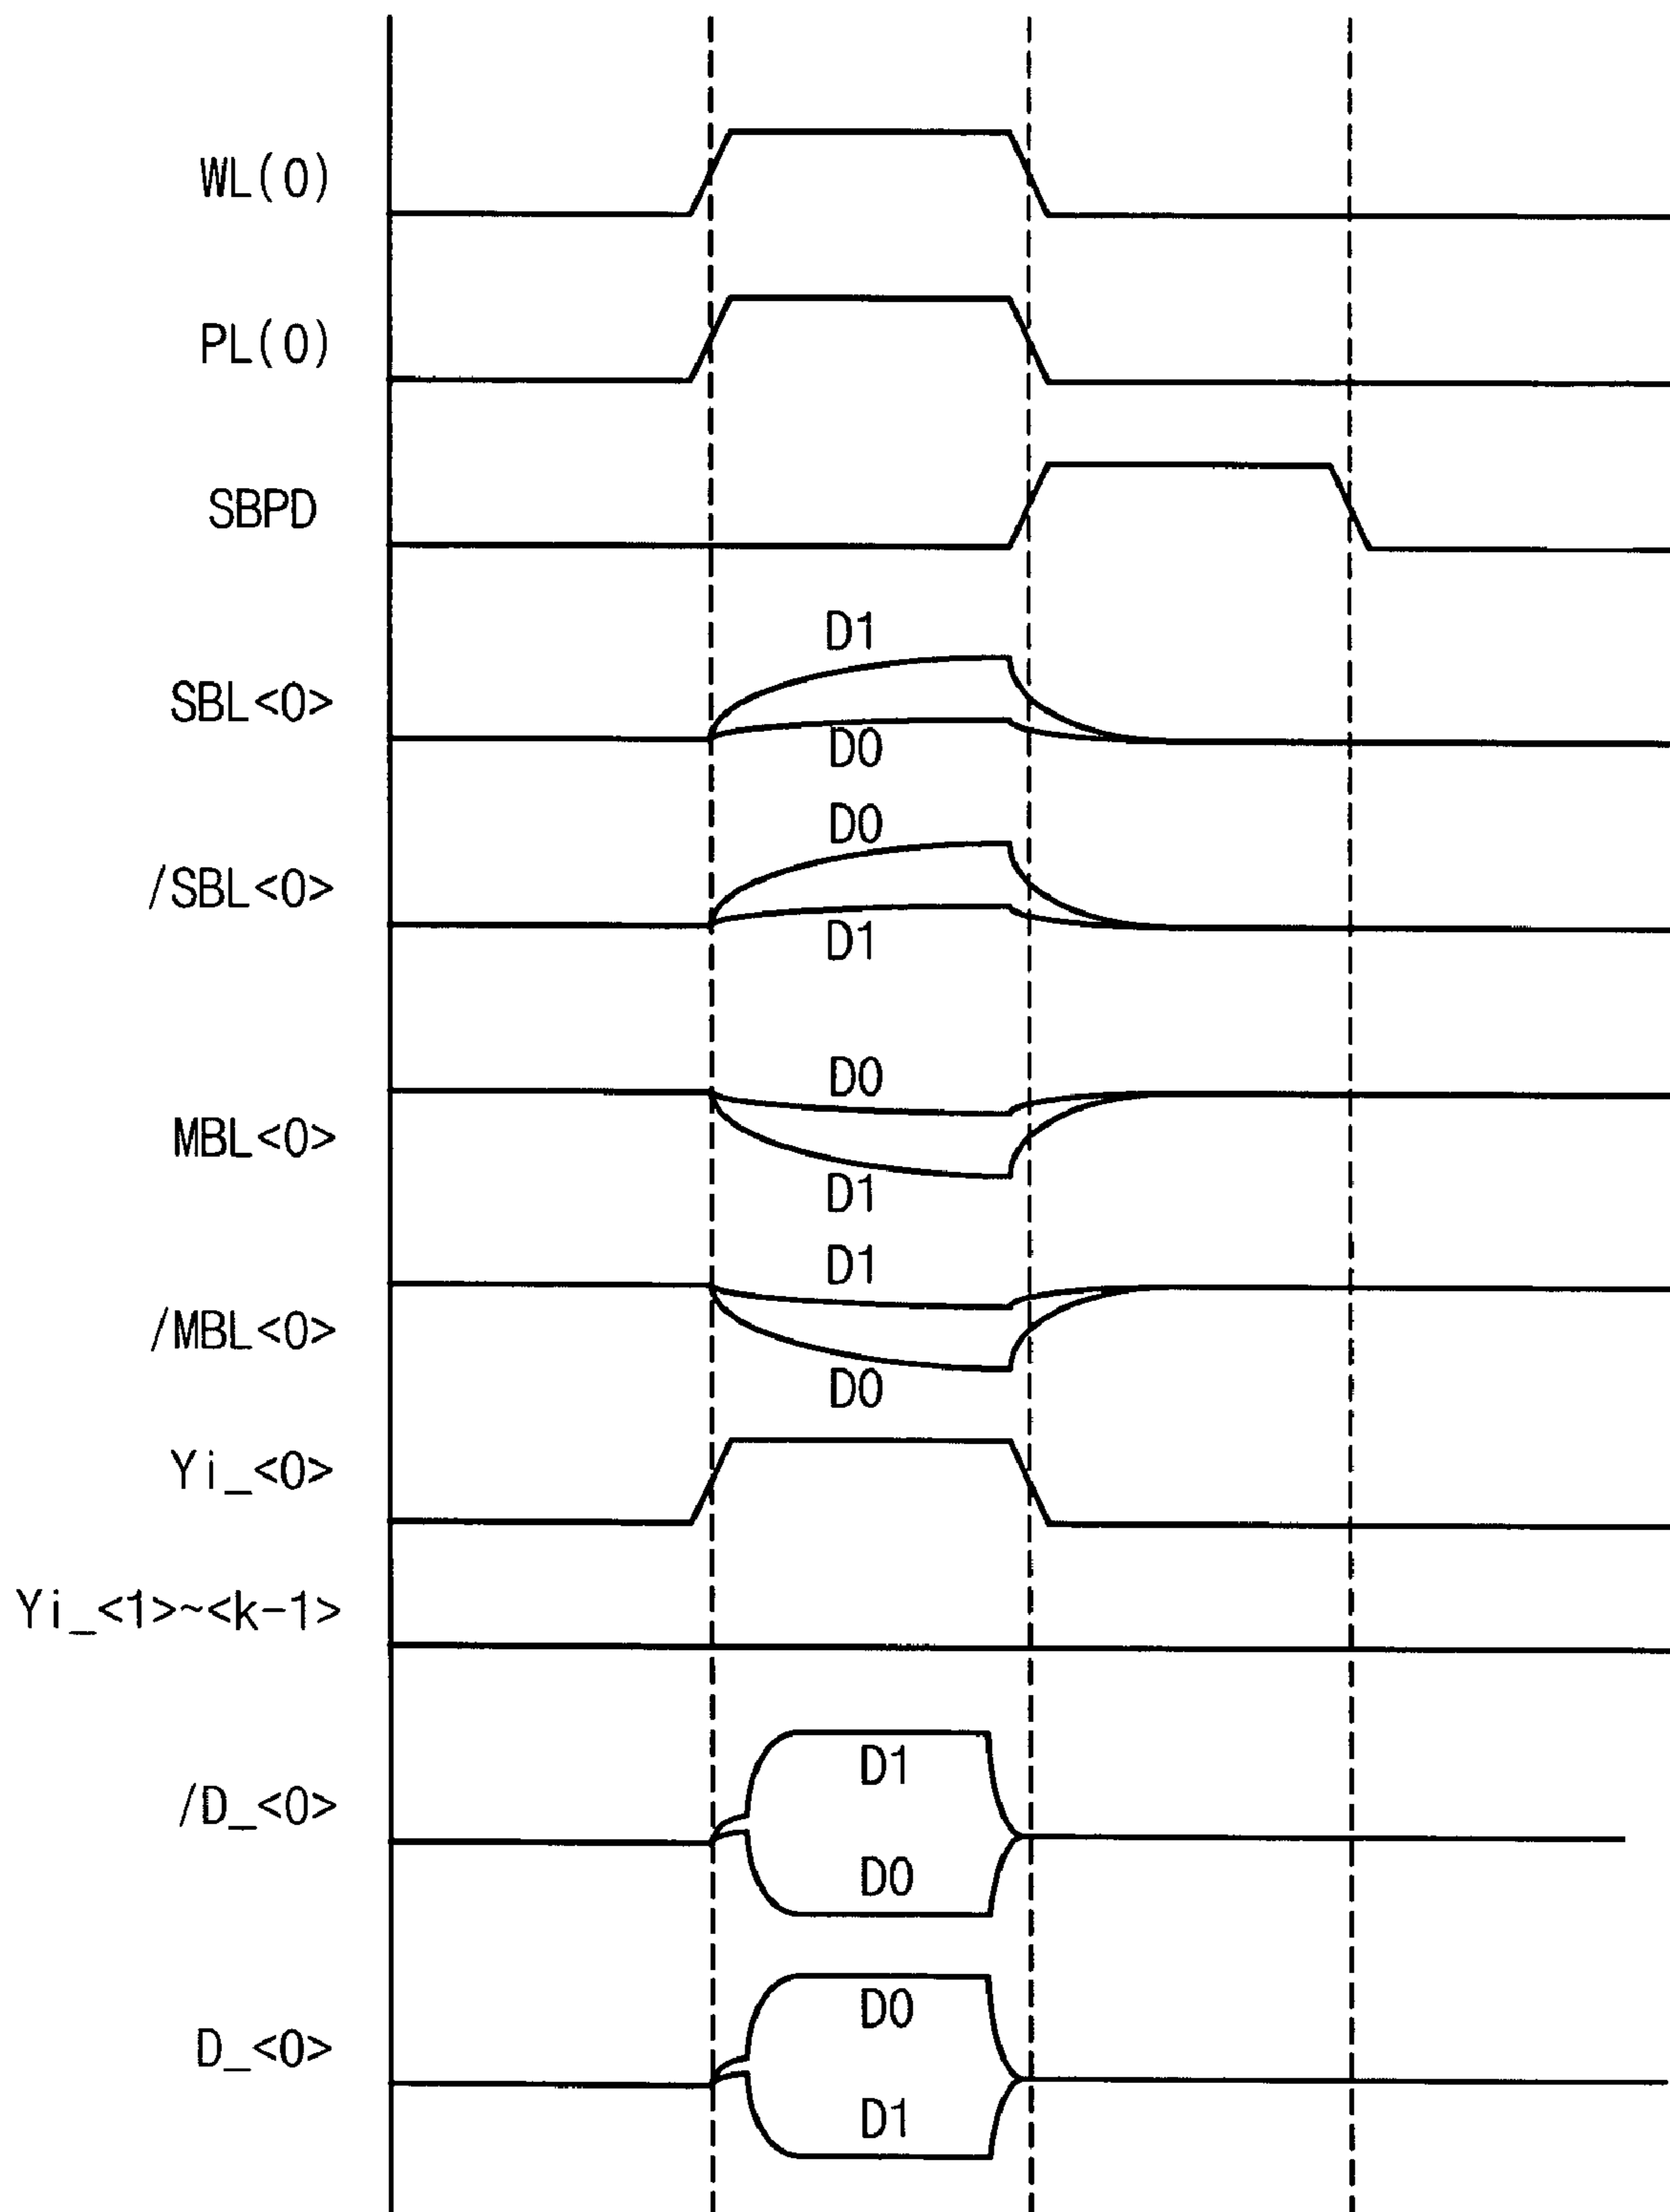 WL(0)
PL(0)
SBPD
D1
SBL<0>
D0
D0
/SBL<0>
D1
D0
MBL<0>
D1
D1
/MBL<0>
D0
Yi_<0>
Yi_<1>~<k-1>
D1
/D_<0>
D0
D0
D_<0>
D1